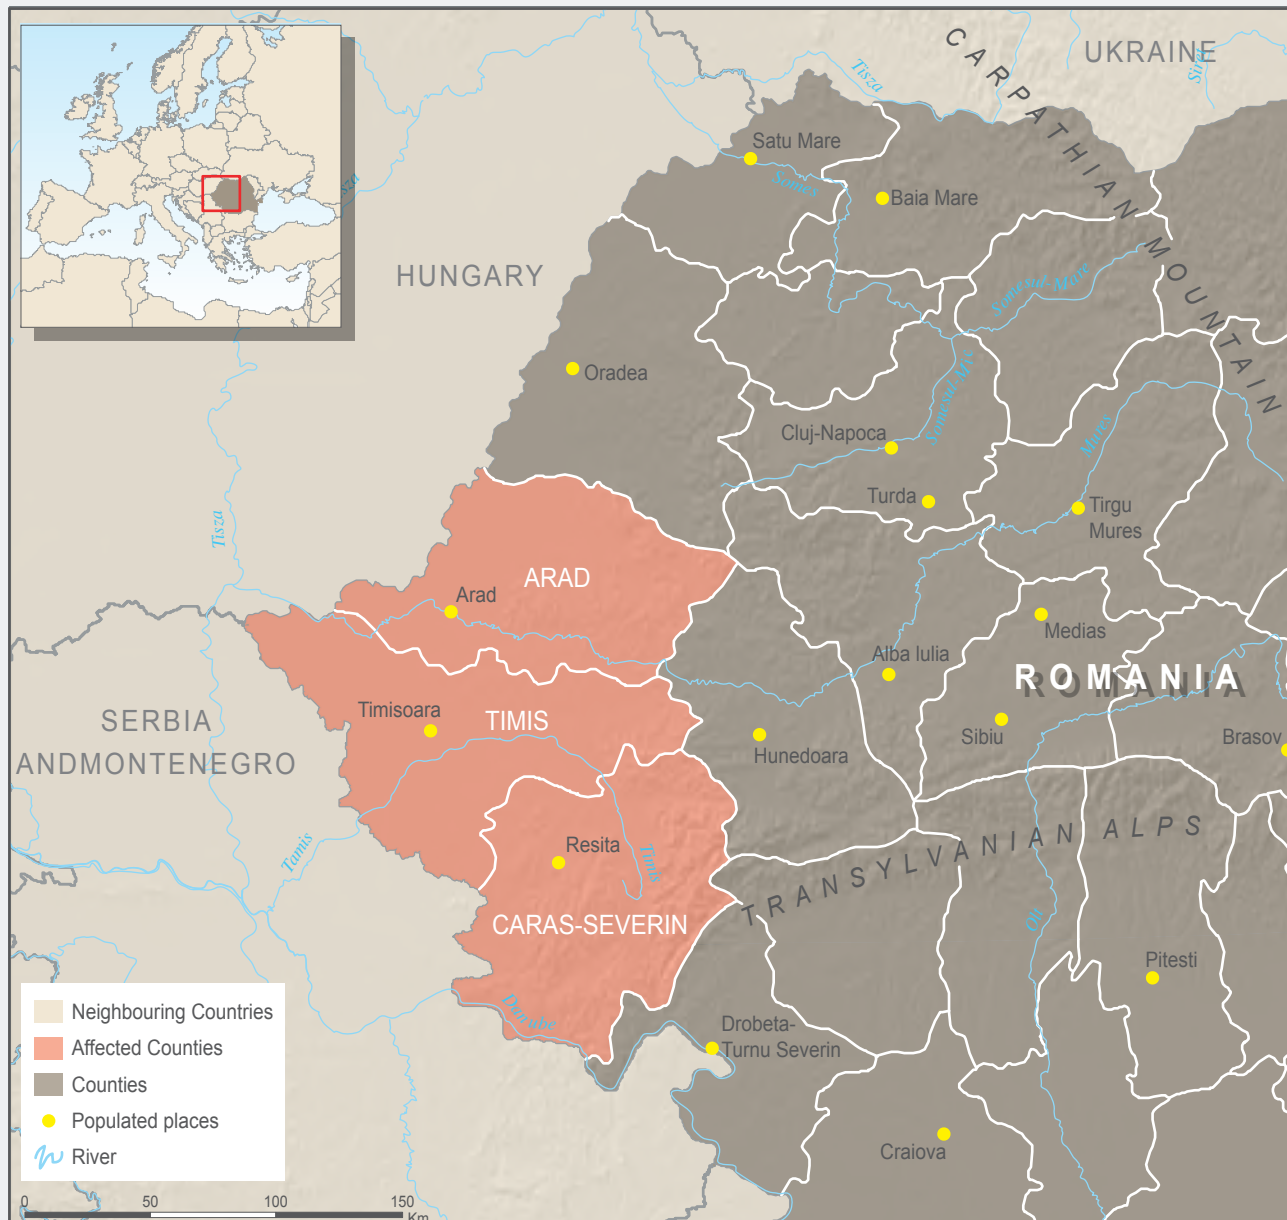 CARPATHIAN MOUNTAIN
UKRAINE
Siret
Tisza
Satu Mare
Somes
Baia Mare
HUNGARY
Somesul-Mare
Oradea
Somesul-Myc
Cluj-Napoca
Mures
Turda
Tirgu
Mures
Tisza
ARAD
Arad
Medias
Alba Iulia
ROMANIA
Timisoara
TIMIS
SERBIA
ANDMONTENEGRO
Sibiu
Hunedoara
Brasov
Tamis
Resita
Timis
TRANSYLVANIAN ALPS
CARAS-SEVERIN
Olt
Pitesti
Danube
Drobeta-
Turnu Severin
Craiova
Neighbouring Countries
Affected Counties
Counties
Populated places
River
0 50 100 150
Km